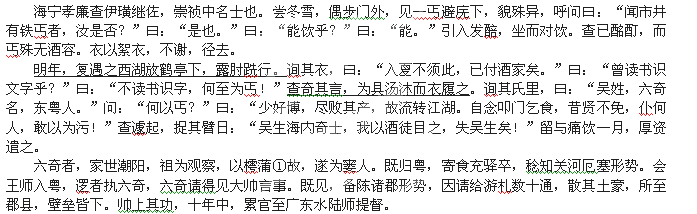 海宁孝廉查伊璜继佐，崇祯中名士也。尝冬雪，偶步门外，见一丐避庑下，貌殊异，呼问曰：“闻市井
有铁丐者，汝是否？”曰：“是也。”曰：“能饮乎？”曰：“能。”引入发醅，坐而对饮。查已酩酊，而
丐殊无酒容。衣以絮衣，不谢，径去。
明年，复遇之西湖放鹤亭下，露肘跣行。询其衣，曰：“入夏不须此，已付酒家矣。”曰：“曾读书识
文字乎？”曰：“不读书识字，何至为丐！”查奇其言，为具汤沐而衣履之。询其氏里，曰：“吴姓，六奇
名，东粤人。”问：“何以丐？”曰：“少好博，尽败其产，故流转江湖。自念叩门乞食，昔贤不免，仆何
人，敢以为污！”查遽起，捉其臂曰：“吴生海内奇士，我以酒徒目之，失吴生矣！”留与痛饮一月，厚资
遣之。
六奇者，家世潮阳，祖为观察，以樗蒲①故，遂为窭人。既归粤，寄食充驿卒，稔知关河厄塞形势。会
王师入粤，逻者执六奇，六奇请得见大帅言事。既见，备陈诸郡形势，因请给游札数十通，散其土豪，所至
郡县，壁垒皆下。帅上其功，十年中，累官至广东水陆师提督。